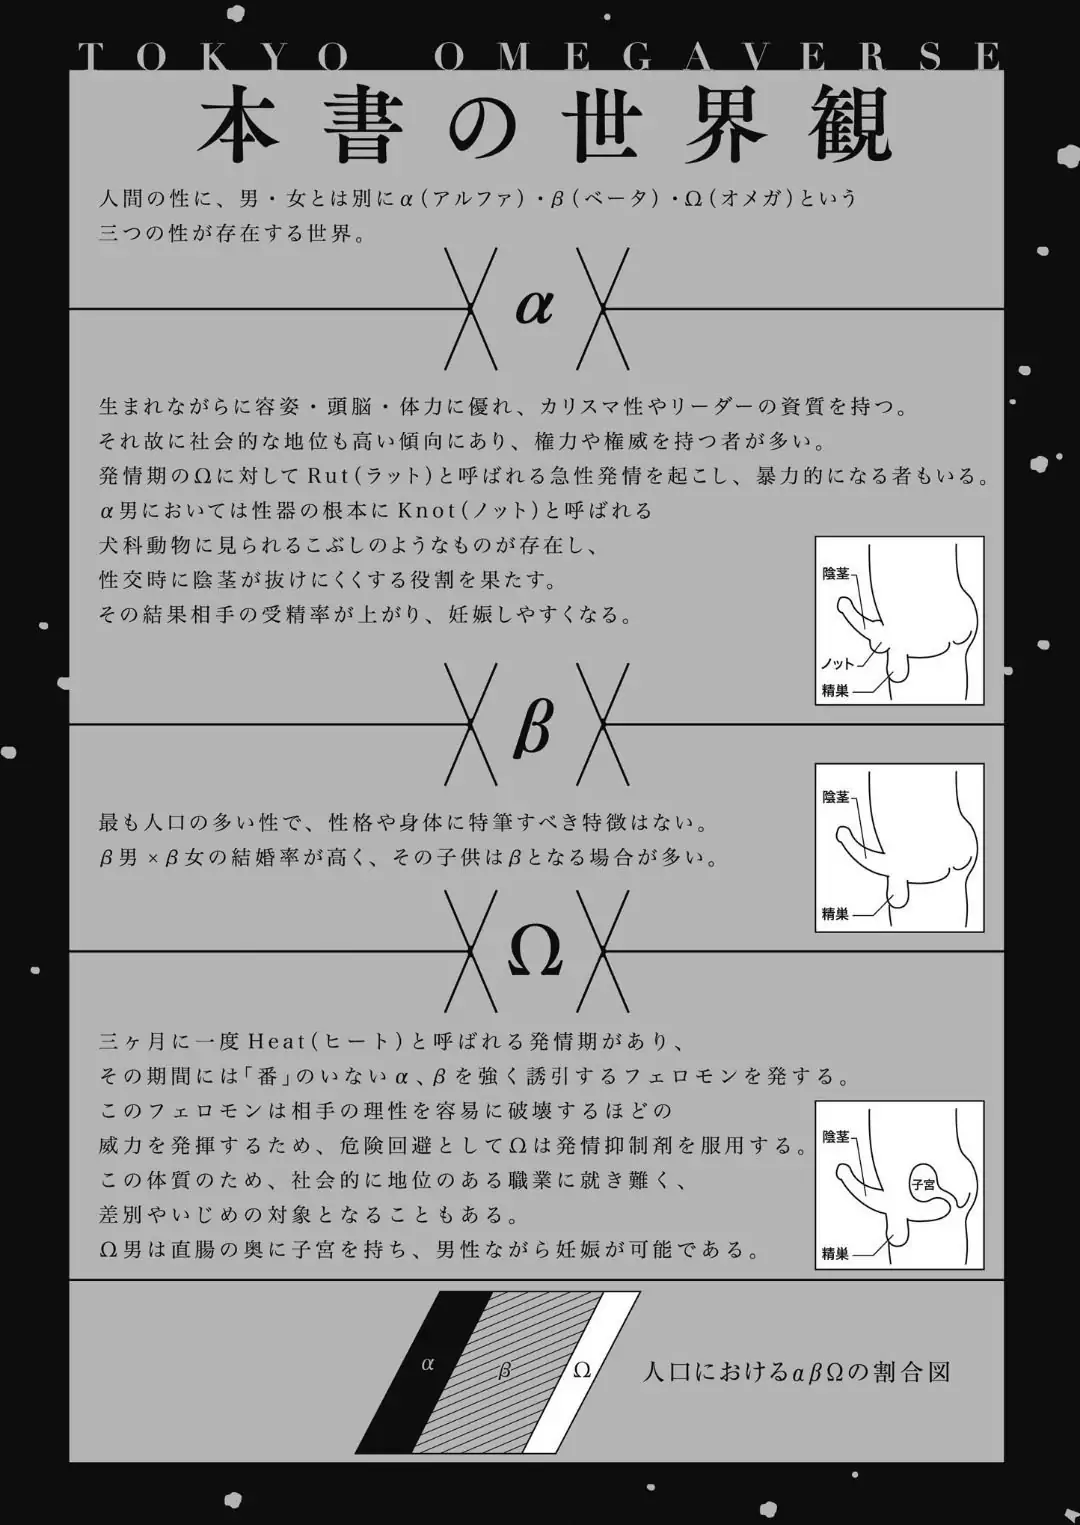 TOKYO OMEGAVERSE
本書の世界観
人間の性に、男・女とは別にα(アルファ)・β(ベータ)・Ω(オメガ)という
三つの性が存在する世界。
α
生まれながらに容姿・頭脳・体力に優れ、カリスマ性やリーダーの資質を持つ。
それ故に社会的な地位も高い傾向にあり、権力や権威を持つ者が多い。
発情期のΩに対してRut(ラット)と呼ばれる急性発情を起こし、暴力的になる者もいる。
α男においては性器の根本にKnot(ノット)と呼ばれる
犬科動物に見られるこぶしのようなものが存在し、
性交時に陰茎が抜けにくくする役割を果たす。
その結果相手の受精率が上がり、妊娠しやすくなる。
陰茎
ノット
精巣
β
最も人口の多い性で、性格や身体に特筆すべき特徴はない。
β男×β女の結婚率が高く、その子供はβとなる場合が多い。
陰茎
精巣
Ω
三ヶ月に一度Heat(ヒート)と呼ばれる発情期があり、
その期間には「番」のいないα、βを強く誘引するフェロモンを発する。
このフェロモンは相手の理性を容易に破壊するほどの
威力を発揮するため、危険回避としてΩは発情抑制剤を服用する。
この体質のため、社会的に地位のある職業に就き難く、
差別やいじめの対象となることもある。
Ω男は直腸の奥に子宮を持ち、男性ながら妊娠が可能である。
陰茎
子宮
精巣
α
β
Ω
人口におけるαβΩの割合図